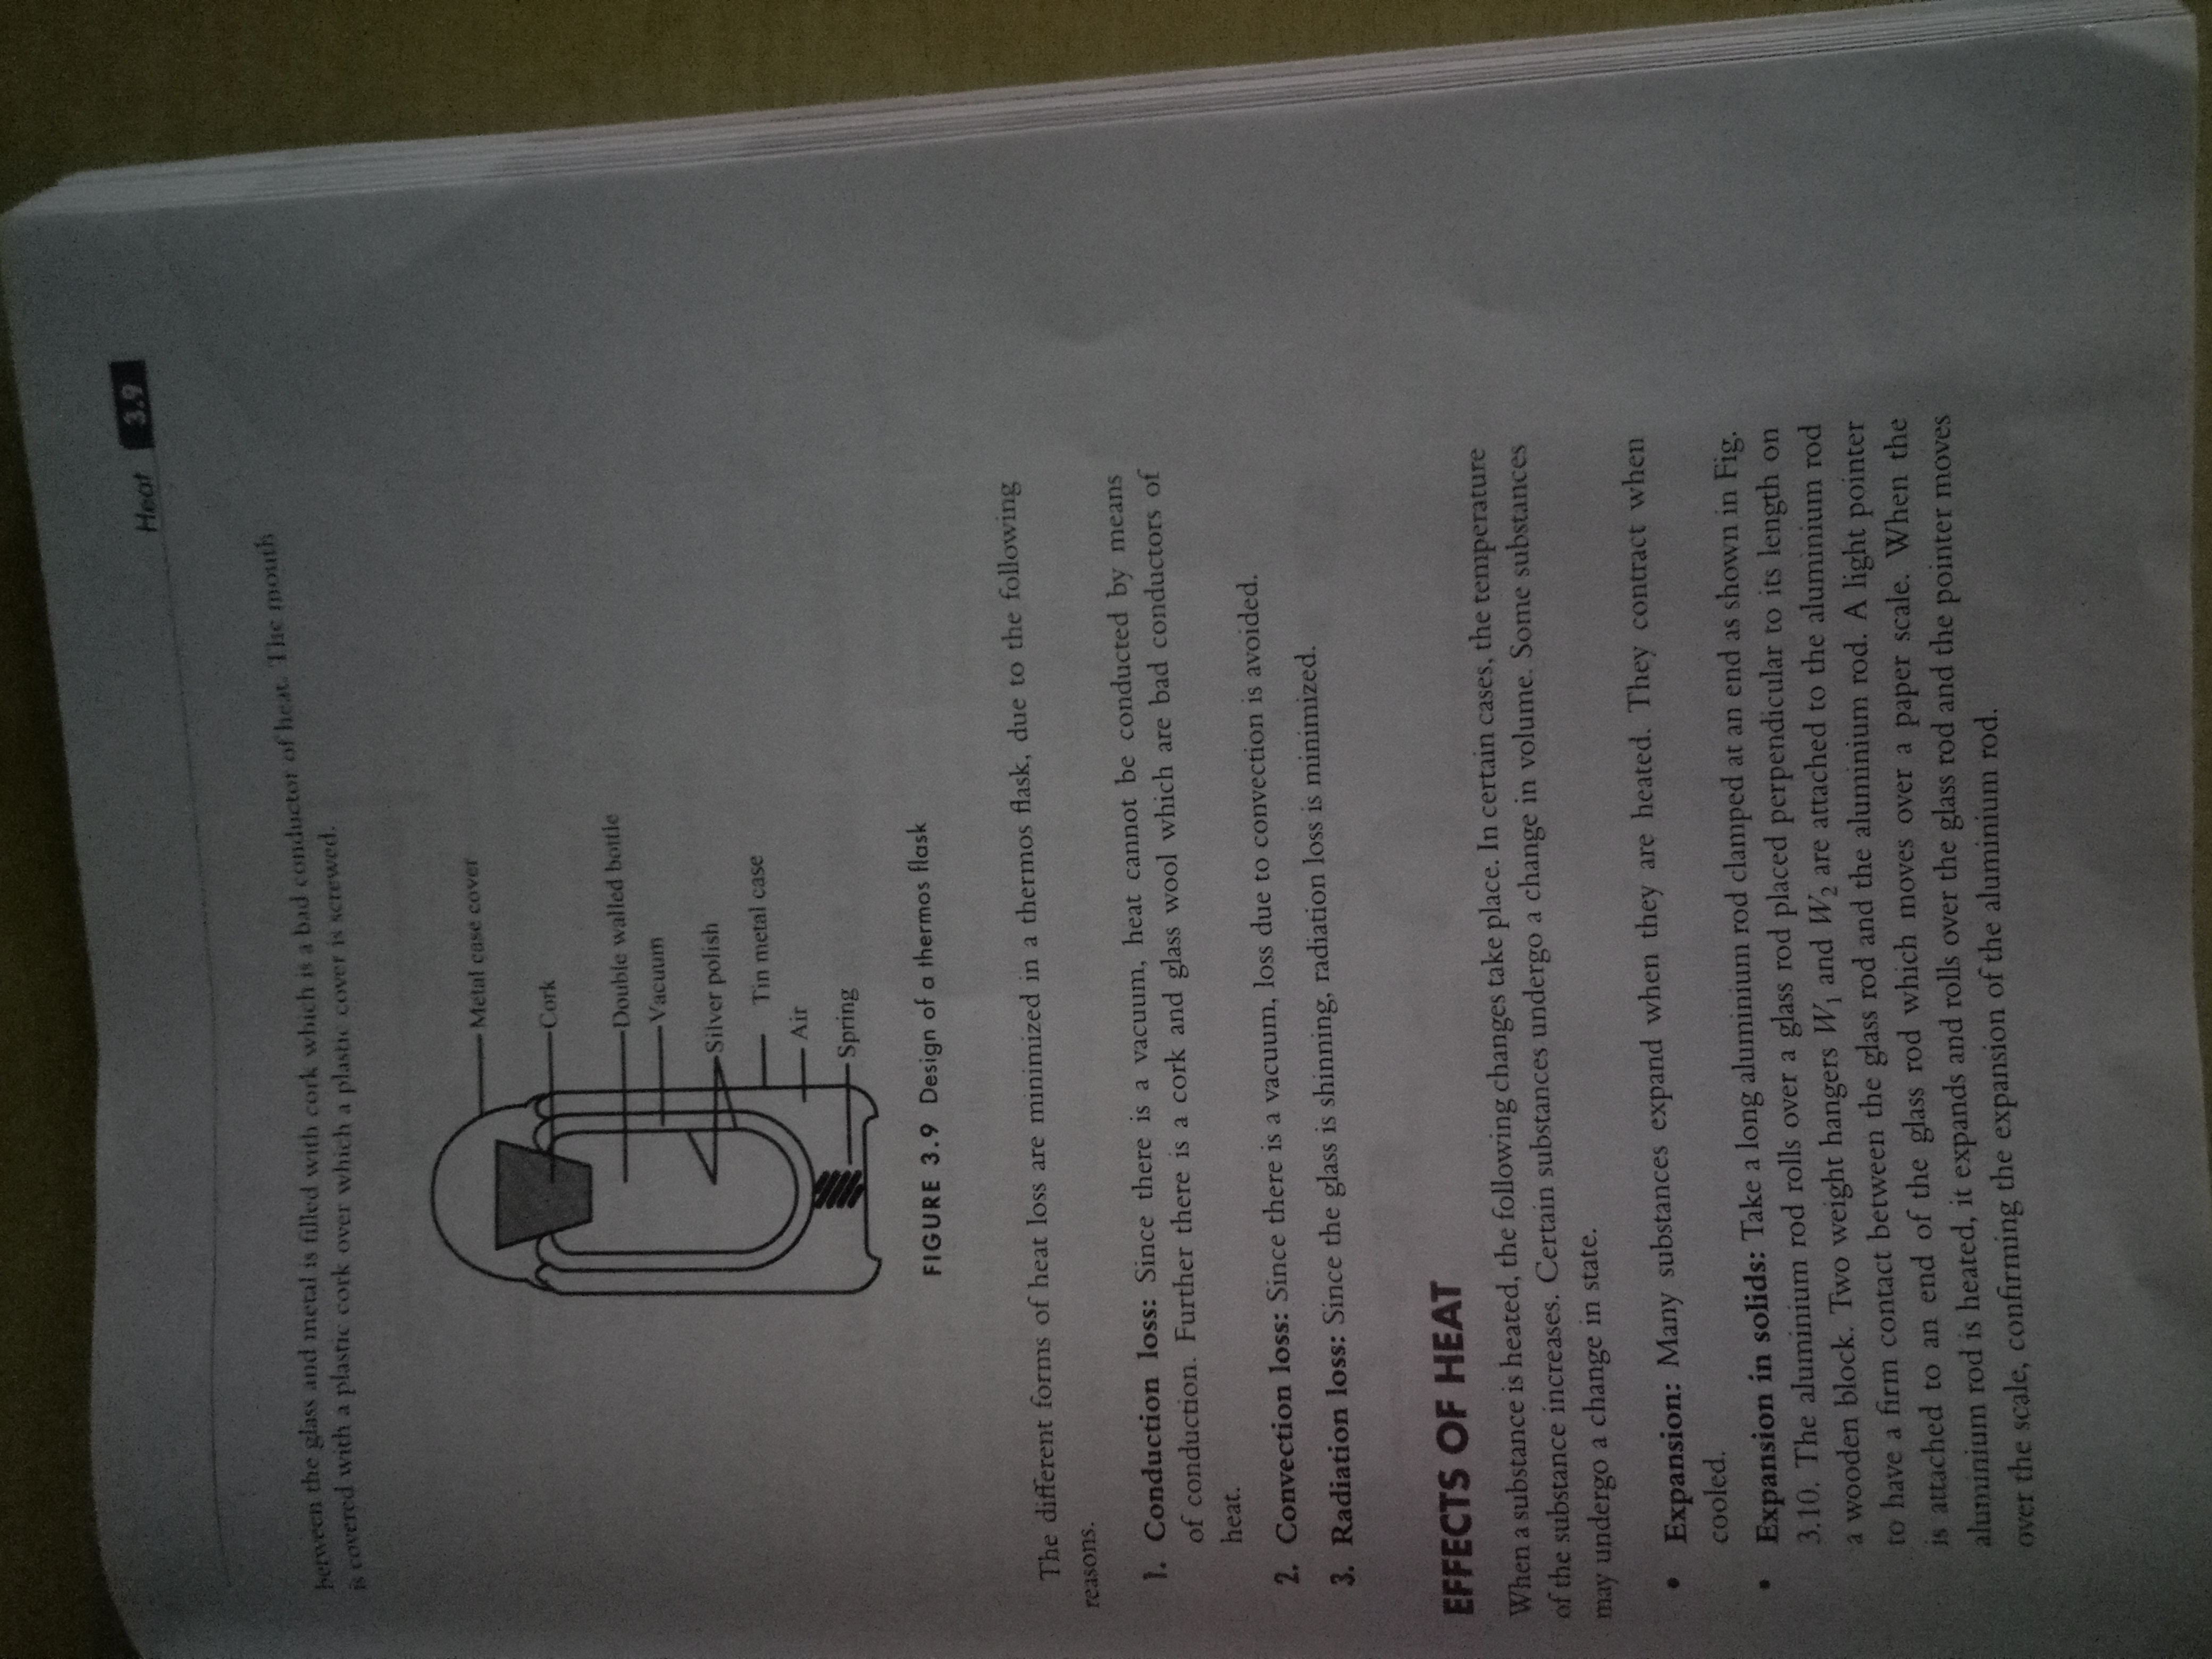 Heat 3.9
between the glass and metal is filled with cork which is a bad conductor of heat. The mouth
is covered with a plastic cork over which a plastic cover is screwed.
Metal case cover
Cork
Double walled bottle
Vacuum
Silver polish
Tin metal case
Air
Spring
FIGURE 3.9 Design of a thermos flask
The different forms of heat loss are minimized in a thermos flask, due to the following
reasons.
1. Conduction loss: Since there is a vacuum, heat cannot be conducted by means
of conduction. Further there is a cork and glass wool which are bad conductors of
heat.
2. Convection loss: Since there is a vacuum, loss due to convection is avoided.
3. Radiation loss: Since the glass is shinning, radiation loss is minimized.
EFFECTS OF HEAT
When a substance is heated, the following changes take place. In certain cases, the temperature
of the substance increases. Certain substances undergo a change in volume. Some substances
may undergo a change in state.
• Expansion: Many substances expand when they are heated. They contract when
cooled.
• Expansion in solids: Take a long aluminium rod clamped at an end as shown in Fig.
3.10. The aluminium rod rolls over a glass rod placed perpendicular to its length on
a wooden block. Two weight hangers W₁ and W₂ are attached to the aluminium rod
to have a firm contact between the glass rod and the aluminium rod. A light pointer
is attached to an end of the glass rod which moves over a paper scale. When the
aluminium rod is heated, it expands and rolls over the glass rod and the pointer moves
over the scale, confirming the expansion of the aluminium rod.